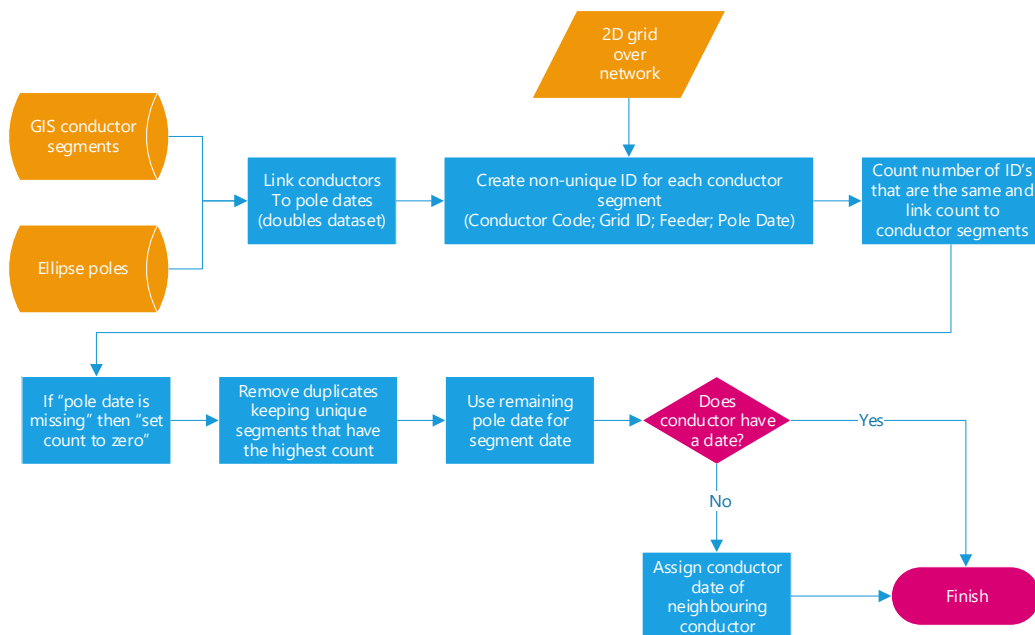 2D grid
over
network
GIS conductor
segments
Ellipse poles
Link conductors
To pole dates
(doubles dataset)
Create non-unique ID for each conductor
segment
(Conductor Code; Grid ID; Feeder; Pole Date)
Count number of ID's
that are the same and
link count to
conductor segments
If “pole date is
missing” then “set
count to zero”
Remove duplicates
keeping unique
segments that have
the highest count
Use remaining
pole date for
segment date
Does
conductor have
a date?
Yes
No
Assign conductor
date of
neighbouring
conductor
Finish